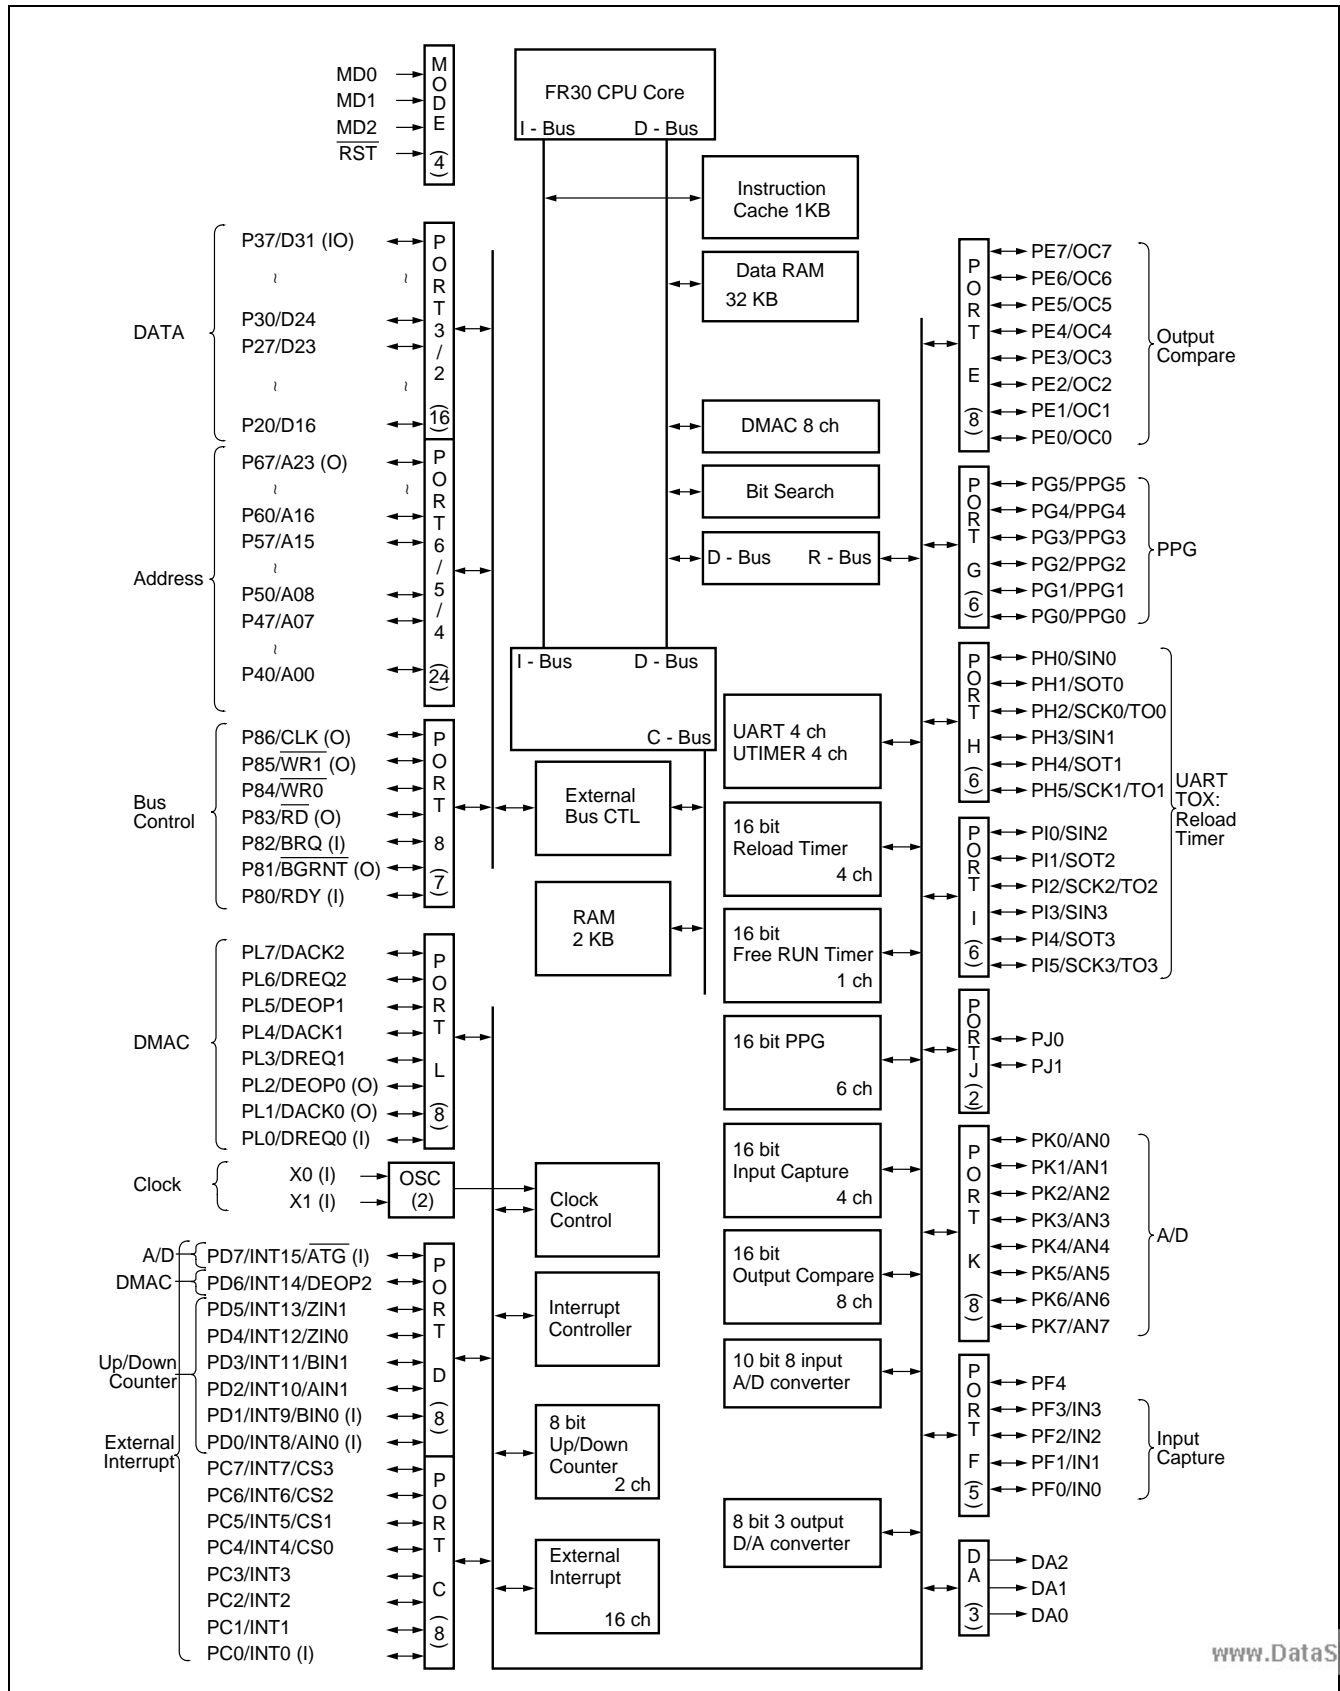 MD0
MD1
MD2
RST
MODE (4)
FR30 CPU Core
I - Bus
D - Bus
Instruction
Cache 1KB
Data RAM
32 KB
DMAC 8 ch
Bit Search
D - Bus
R - Bus
I - Bus
D - Bus
C - Bus
DATA
P37/D31 (IO)
~
~
P30/D24
P27/D23
~
~
P20/D16
PORT3/2 (16)
Address
P67/A23 (O)
~
~
P60/A16
P57/A15
~
P50/A08
P47/A07
~
P40/A00
PORT6/5/4 (24)
Bus
Control
P86/CLK (O)
P85/WR1 (O)
P84/WR0
P83/RD (O)
P82/BRQ (I)
P81/BGRNT (O)
P80/RDY (I)
PORT 8 (7)
External
Bus CTL
RAM
2 KB
DMAC
PL7/DACK2
PL6/DREQ2
PL5/DEOP1
PL4/DACK1
PL3/DREQ1
PL2/DEOP0 (O)
PL1/DACK0 (O)
PL0/DREQ0 (I)
PORT L (8)
Clock
X0 (I)
X1 (I)
OSC
(2)
Clock
Control
A/D
DMAC
Up/Down
Counter
External
Interrupt
PD7/INT15/ATG (I)
PD6/INT14/DEOP2
PD5/INT13/ZIN1
PD4/INT12/ZIN0
PD3/INT11/BIN1
PD2/INT10/AIN1
PD1/INT9/BIN0 (I)
PD0/INT8/AIN0 (I)
PORT D (8)
PC7/INT7/CS3
PC6/INT6/CS2
PC5/INT5/CS1
PC4/INT4/CS0
PC3/INT3
PC2/INT2
PC1/INT1
PC0/INT0 (I)
PORT C (8)
Interrupt
Controller
8 bit
Up/Down
Counter
2 ch
External
Interrupt
16 ch
UART 4 ch
UTIMER 4 ch
16 bit
Reload Timer
4 ch
16 bit
Free RUN Timer
1 ch
16 bit PPG
6 ch
16 bit
Input Capture
4 ch
16 bit
Output Compare
8 ch
10 bit 8 input
A/D converter
8 bit 3 output
D/A converter
PORT E (8)
PE7/OC7
PE6/OC6
PE5/OC5
PE4/OC4
PE3/OC3
PE2/OC2
PE1/OC1
PE0/OC0
Output
Compare
PORT G (6)
PG5/PPG5
PG4/PPG4
PG3/PPG3
PG2/PPG2
PG1/PPG1
PG0/PPG0
PPG
PORT H (6)
PH0/SIN0
PH1/SOT0
PH2/SCK0/TO0
PH3/SIN1
PH4/SOT1
PH5/SCK1/TO1
UART
TOX:
Reload
Timer
PORT I (6)
PI0/SIN2
PI1/SOT2
PI2/SCK2/TO2
PI3/SIN3
PI4/SOT3
PI5/SCK3/TO3
PORTJ (2)
PJ0
PJ1
PORT K (8)
PK0/AN0
PK1/AN1
PK2/AN2
PK3/AN3
PK4/AN4
PK5/AN5
PK6/AN6
PK7/AN7
A/D
PORT F (5)
PF4
PF3/IN3
PF2/IN2
PF1/IN1
PF0/IN0
Input
Capture
DA (3)
DA2
DA1
DA0
www.DataS